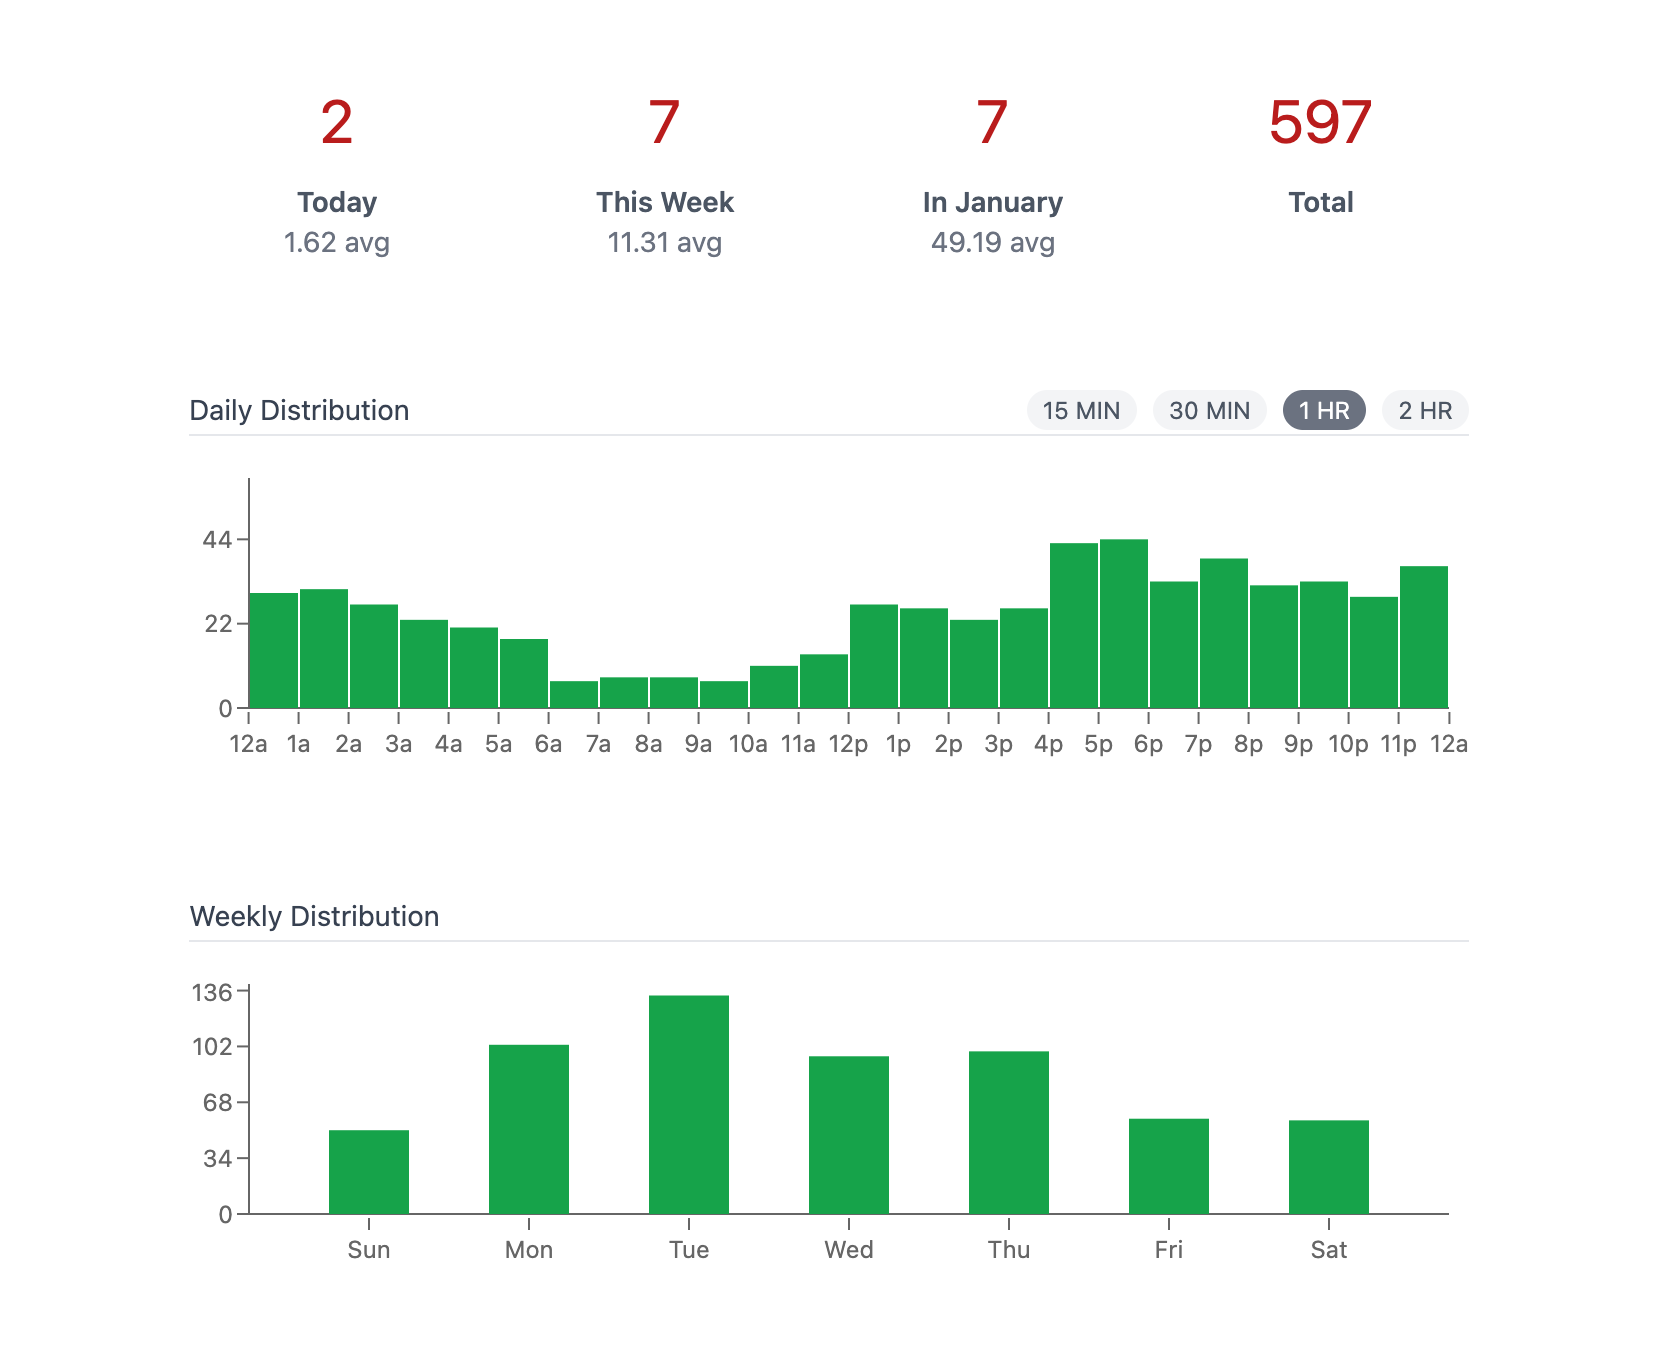 2 7 7 597
Today This Week In January Total
1.62 avg 11.31 avg 49.19 avg
Daily Distribution 15 MIN 30 MIN 1 HR 2 HR
44
22
0
12a 1a 2a 3a 4a 5a 6a 7a 8a 9a 10a 11a 12p 1p 2p 3p 4p 5p 6p 7p 8p 9p 10p 11p 12a
Weekly Distribution
136
102
68
34
0
Sun Mon Tue Wed Thu Fri Sat